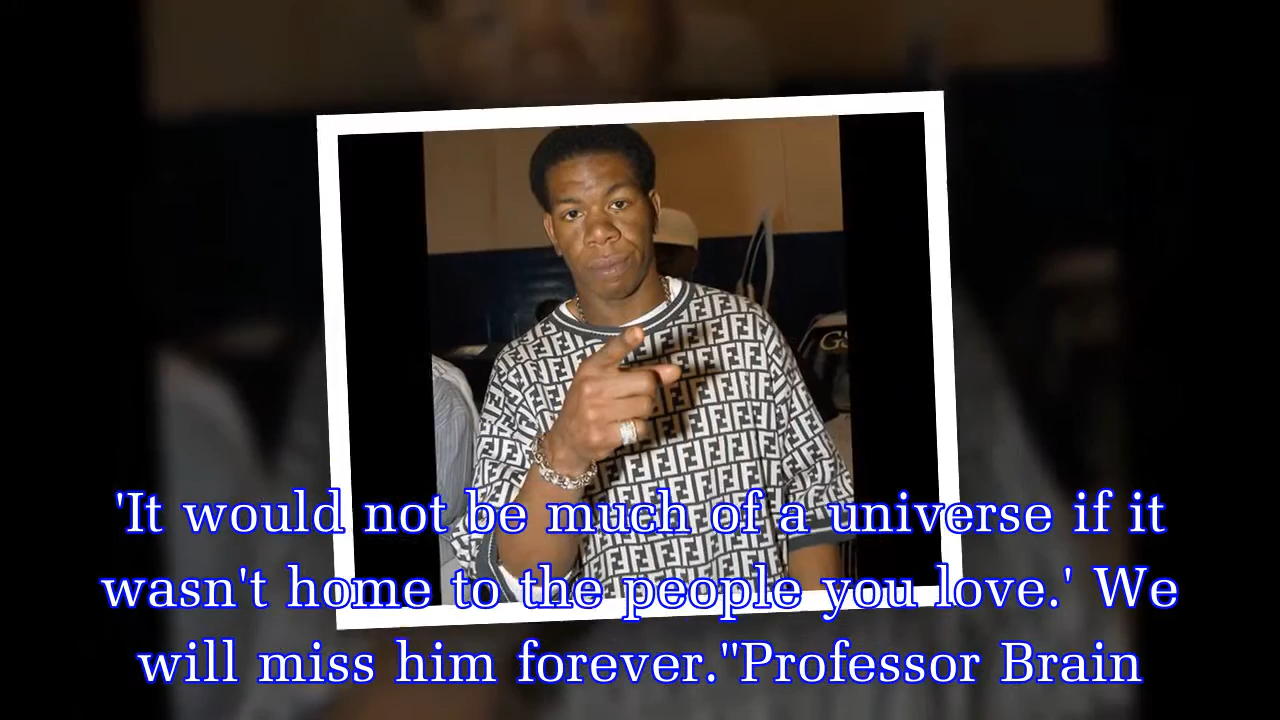 GS
'It would not be much of a universe if it
wasn't home to the people you love.' We
will miss him forever."Professor Brain